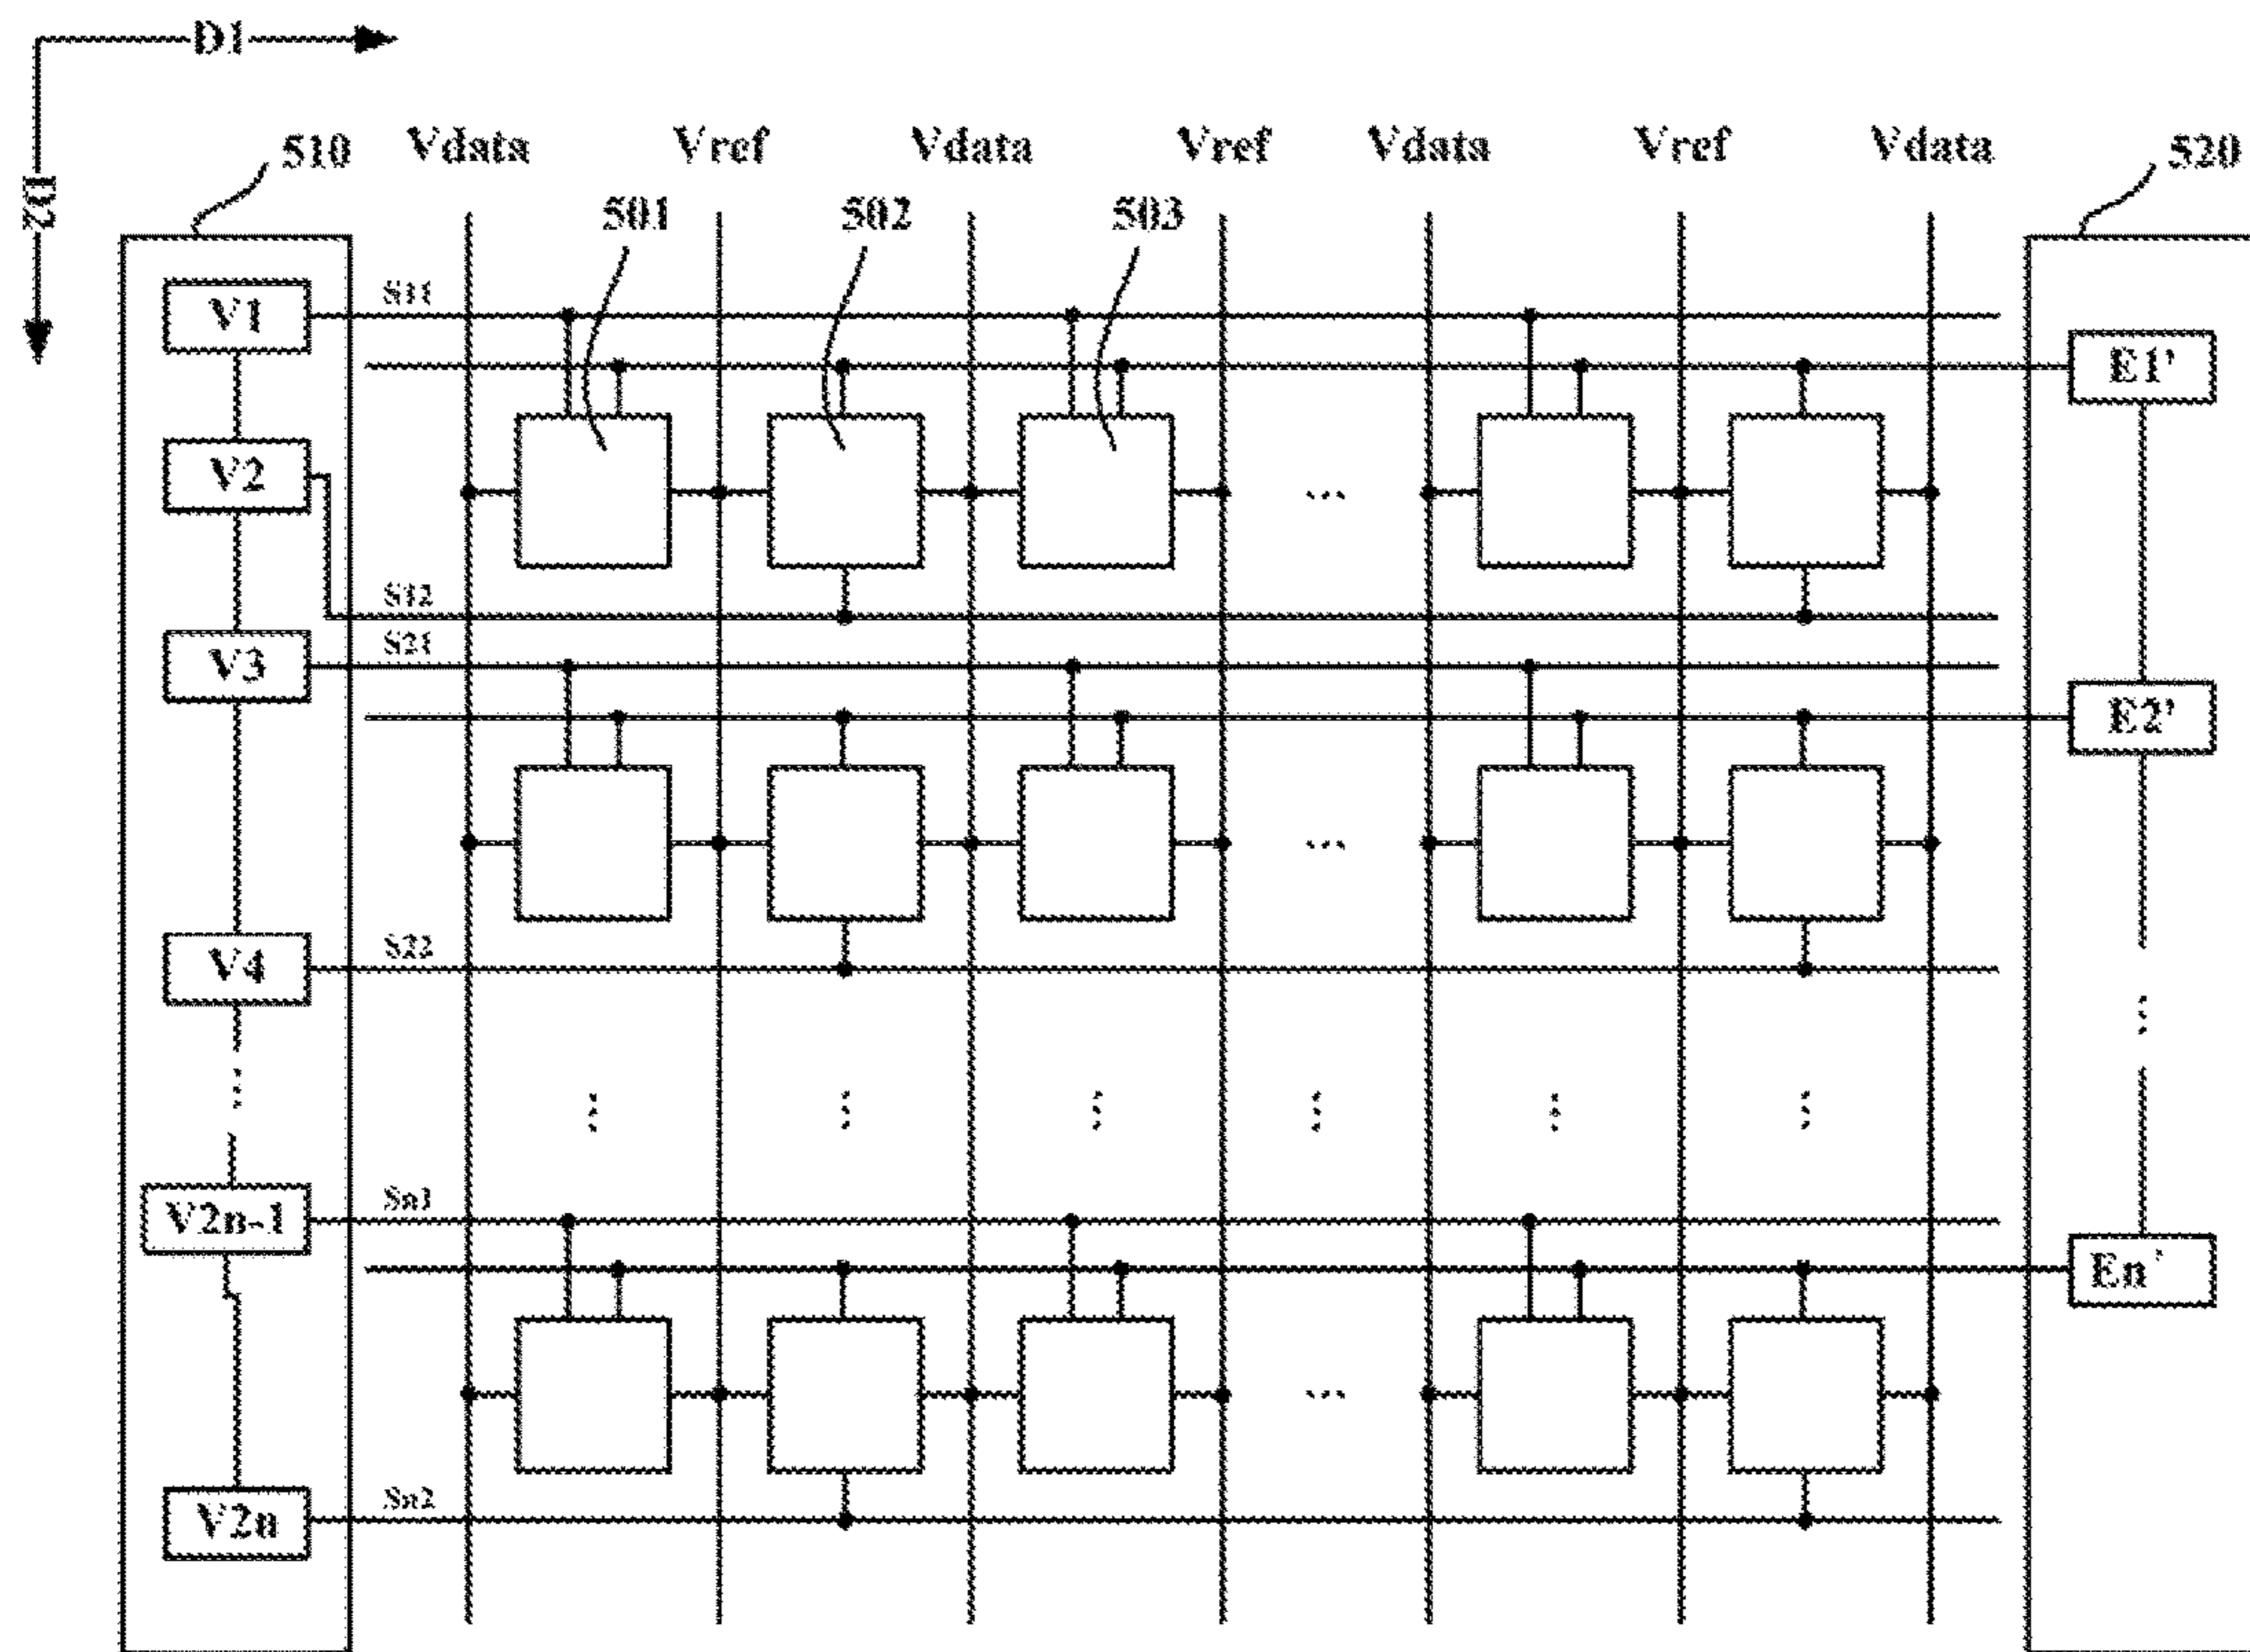 D1
D2
510
Vdata
Vref
Vdata
Vref
Vdata
Vref
Vdata
520
501
502
503
V1
S11
E1'
V2
S12
V3
S21
E2'
V4
S22
V2n-1
Sn1
En'
V2n
Sn2